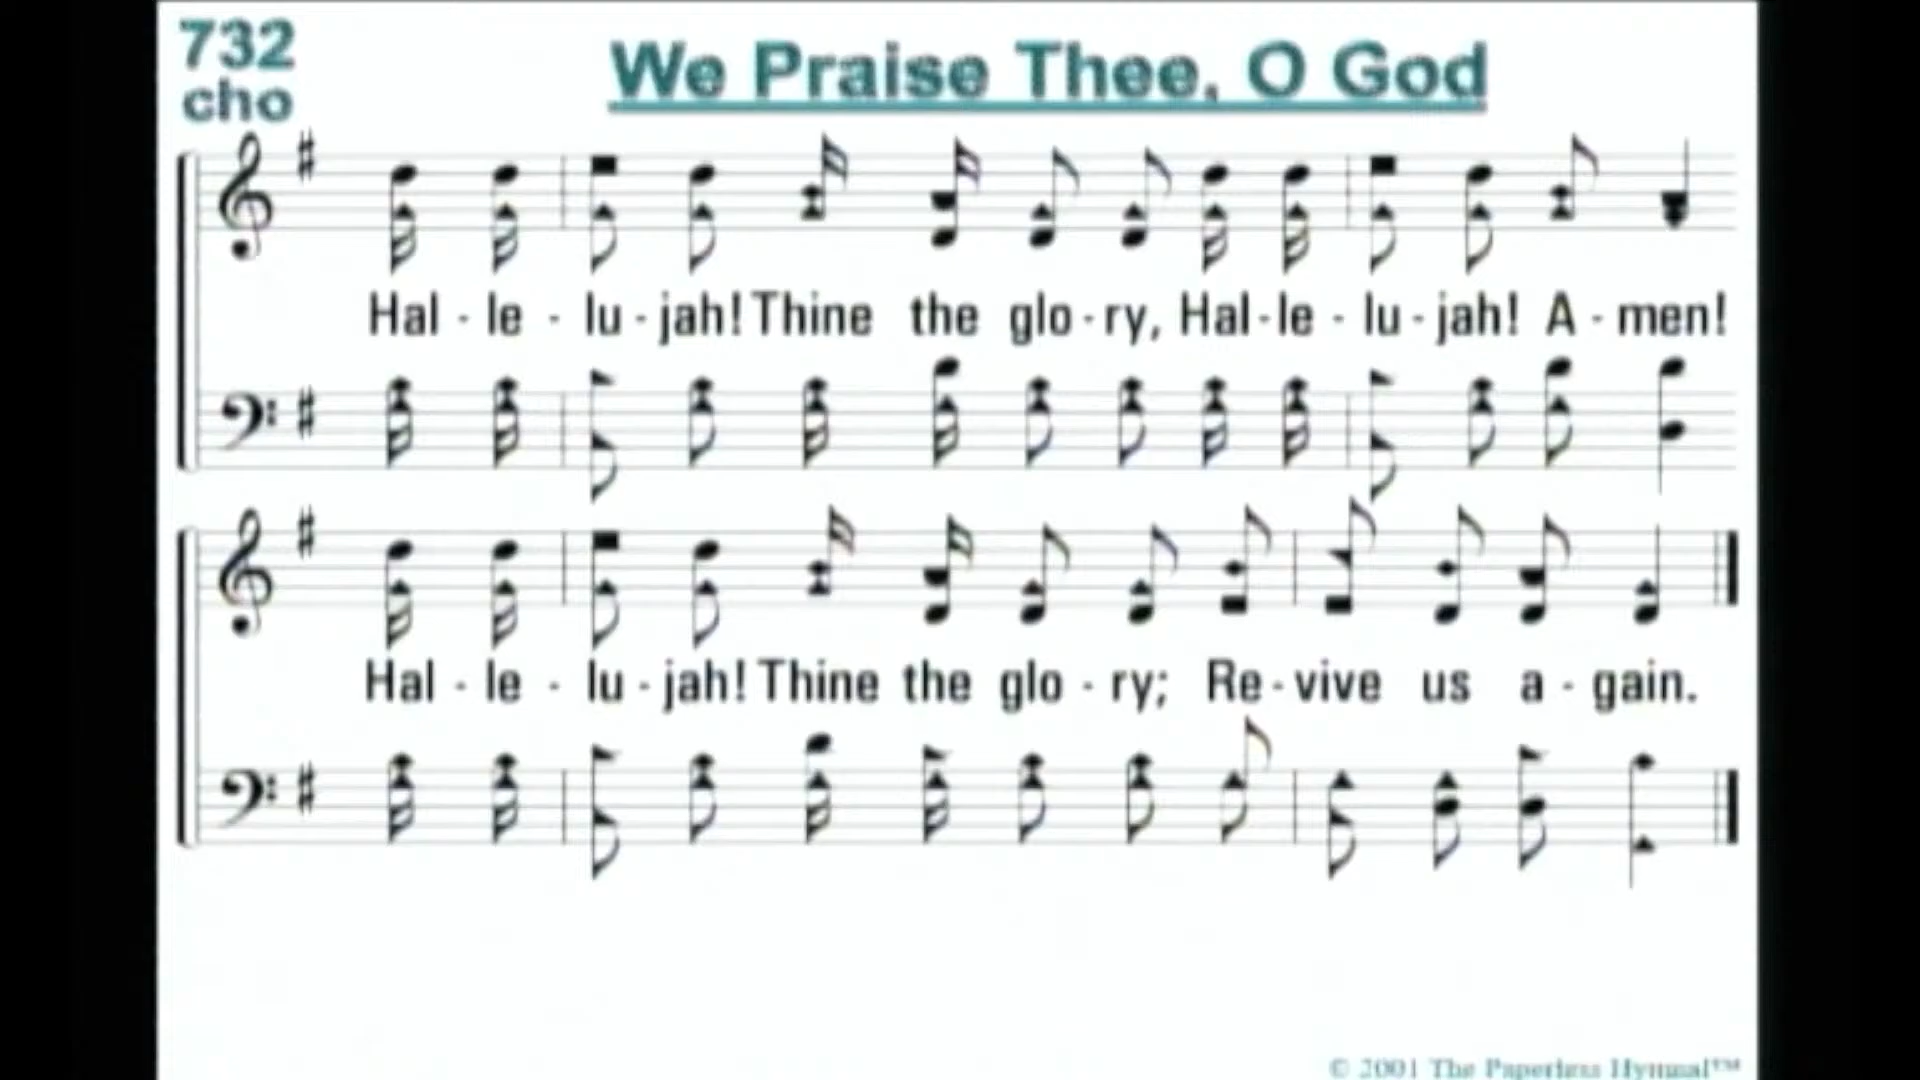 732
cho
We Praise Thee, O God
Hal - le - lu - jah! Thine the glo - ry, Hal - le - lu - jah! A - men!
Hal - le - lu - jah! Thine the glo - ry; Re - vive us a - gain.
© 2001 The Paperless Hymnal™